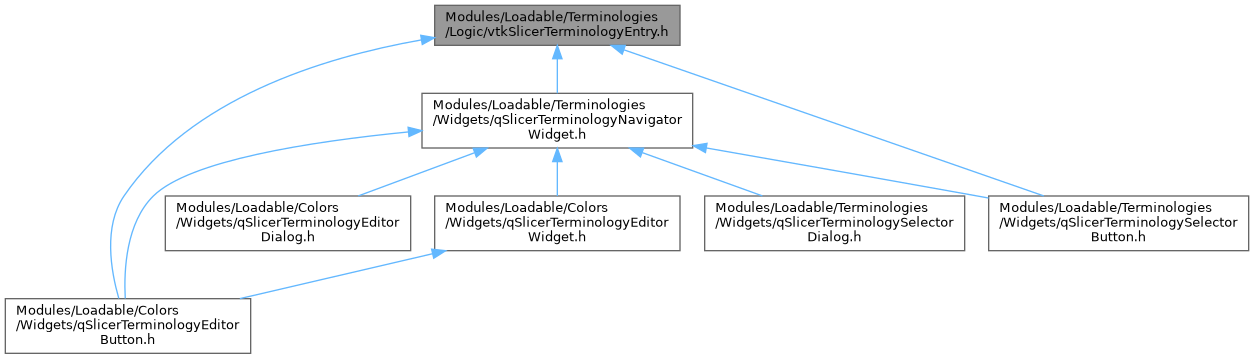 Modules/Loadable/Terminologies
/Logic/vtkSlicerTerminologyEntry.h
Modules/Loadable/Terminologies
/Widgets/qSlicerTerminologyNavigator
Widget.h
Modules/Loadable/Colors
/Widgets/qSlicerTerminologyEditor
Dialog.h
Modules/Loadable/Colors
/Widgets/qSlicerTerminologyEditor
Widget.h
Modules/Loadable/Terminologies
/Widgets/qSlicerTerminologySelector
Dialog.h
Modules/Loadable/Terminologies
/Widgets/qSlicerTerminologySelector
Button.h
Modules/Loadable/Colors
/Widgets/qSlicerTerminologyEditor
Button.h